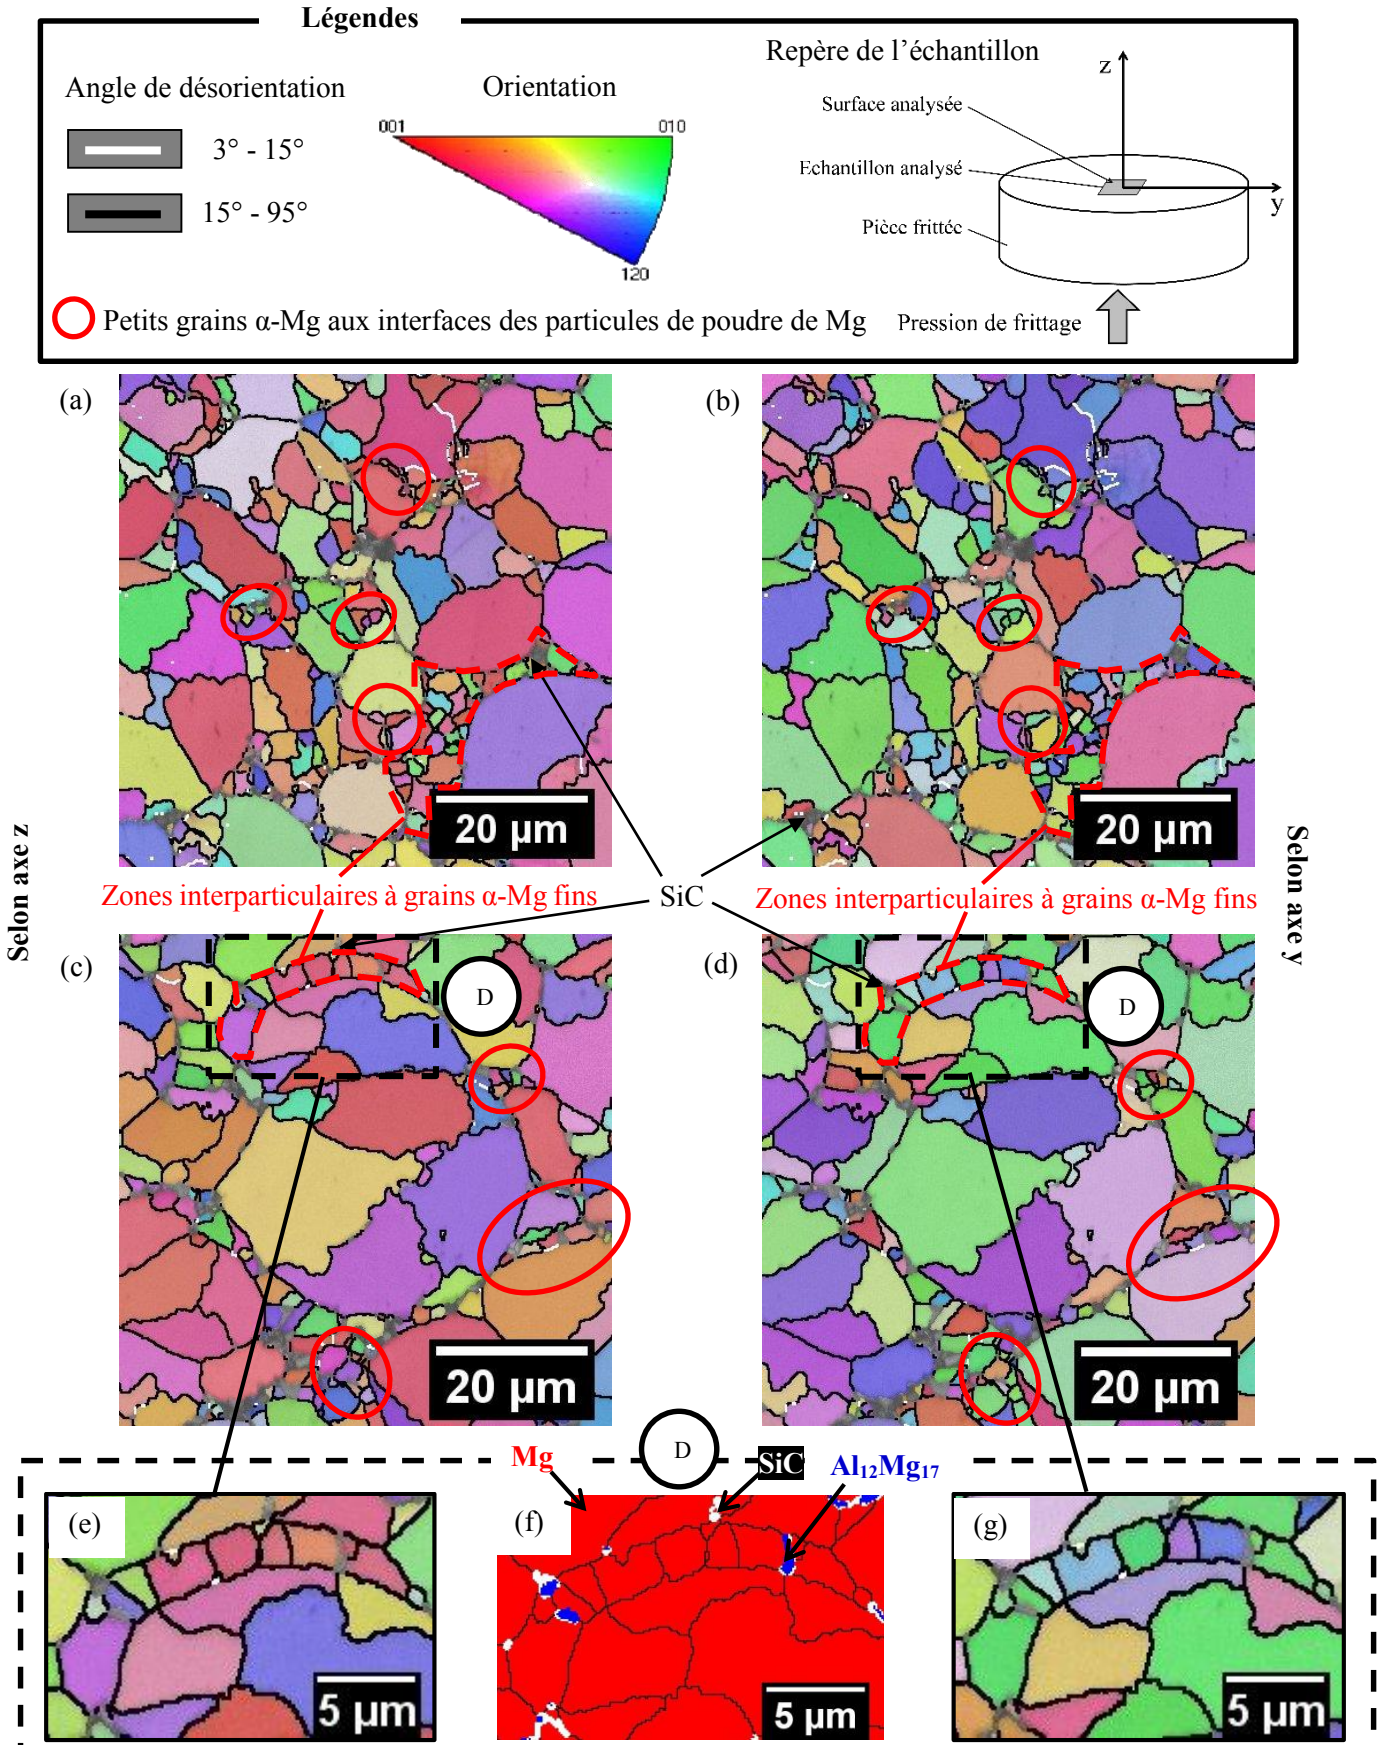 Légendes
Repère de l’échantillon
Angle de désorientation
Orientation
z
Surface analysée
001
010
3° - 15°
Echantillon analysé
15° - 95°
y
Pièce frittée
120
Petits grains α-Mg aux interfaces des particules de poudre de Mg
Pression de frittage
(a)
(b)
20 µm
20 µm
Selon axe z
Selon axe y
Zones interparticulaires à grains α-Mg fins
SiC
Zones interparticulaires à grains α-Mg fins
(c)
D
(d)
D
20 µm
20 µm
D
Mg
SiC
Al₁₂Mg₁₇
(e)
(f)
(g)
5 µm
5 µm
5 µm